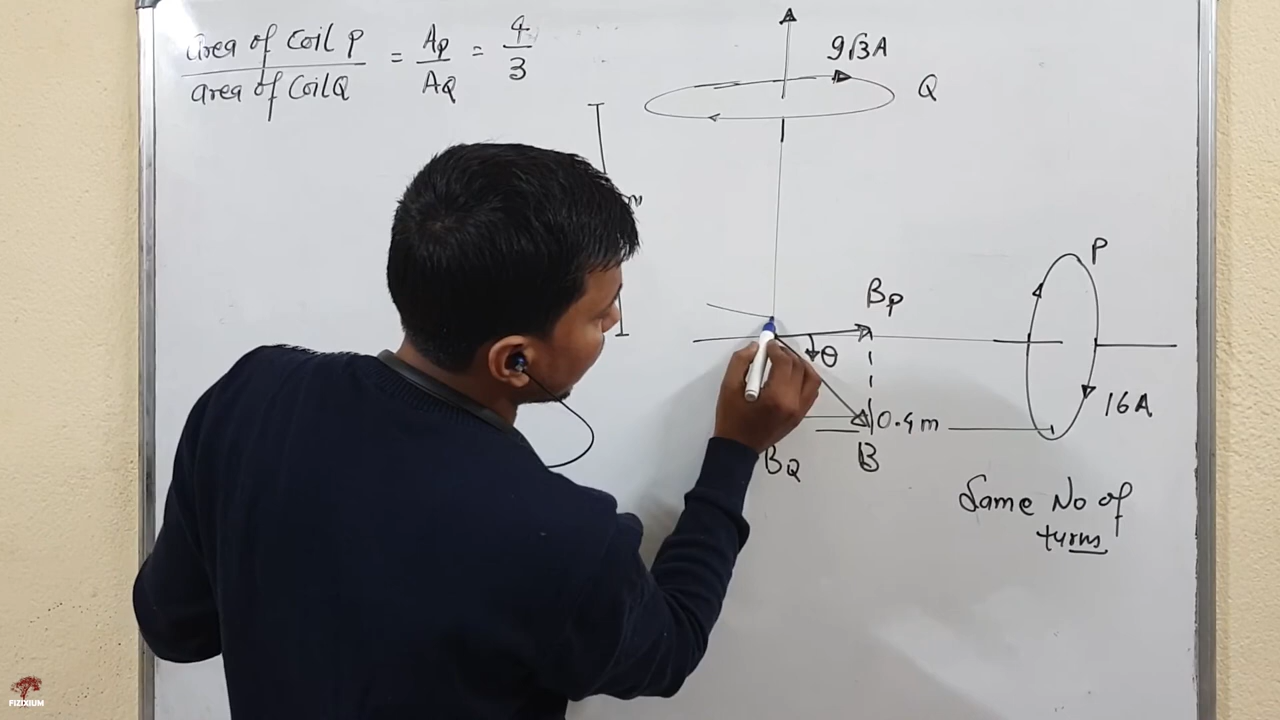 area of coil P / area of coil Q = Ap / AQ = 4 / 3
9√3A
Q
P
Bp
θ
16A
0.4m
BQ
B
Same No of
turns
FIZIXIUM